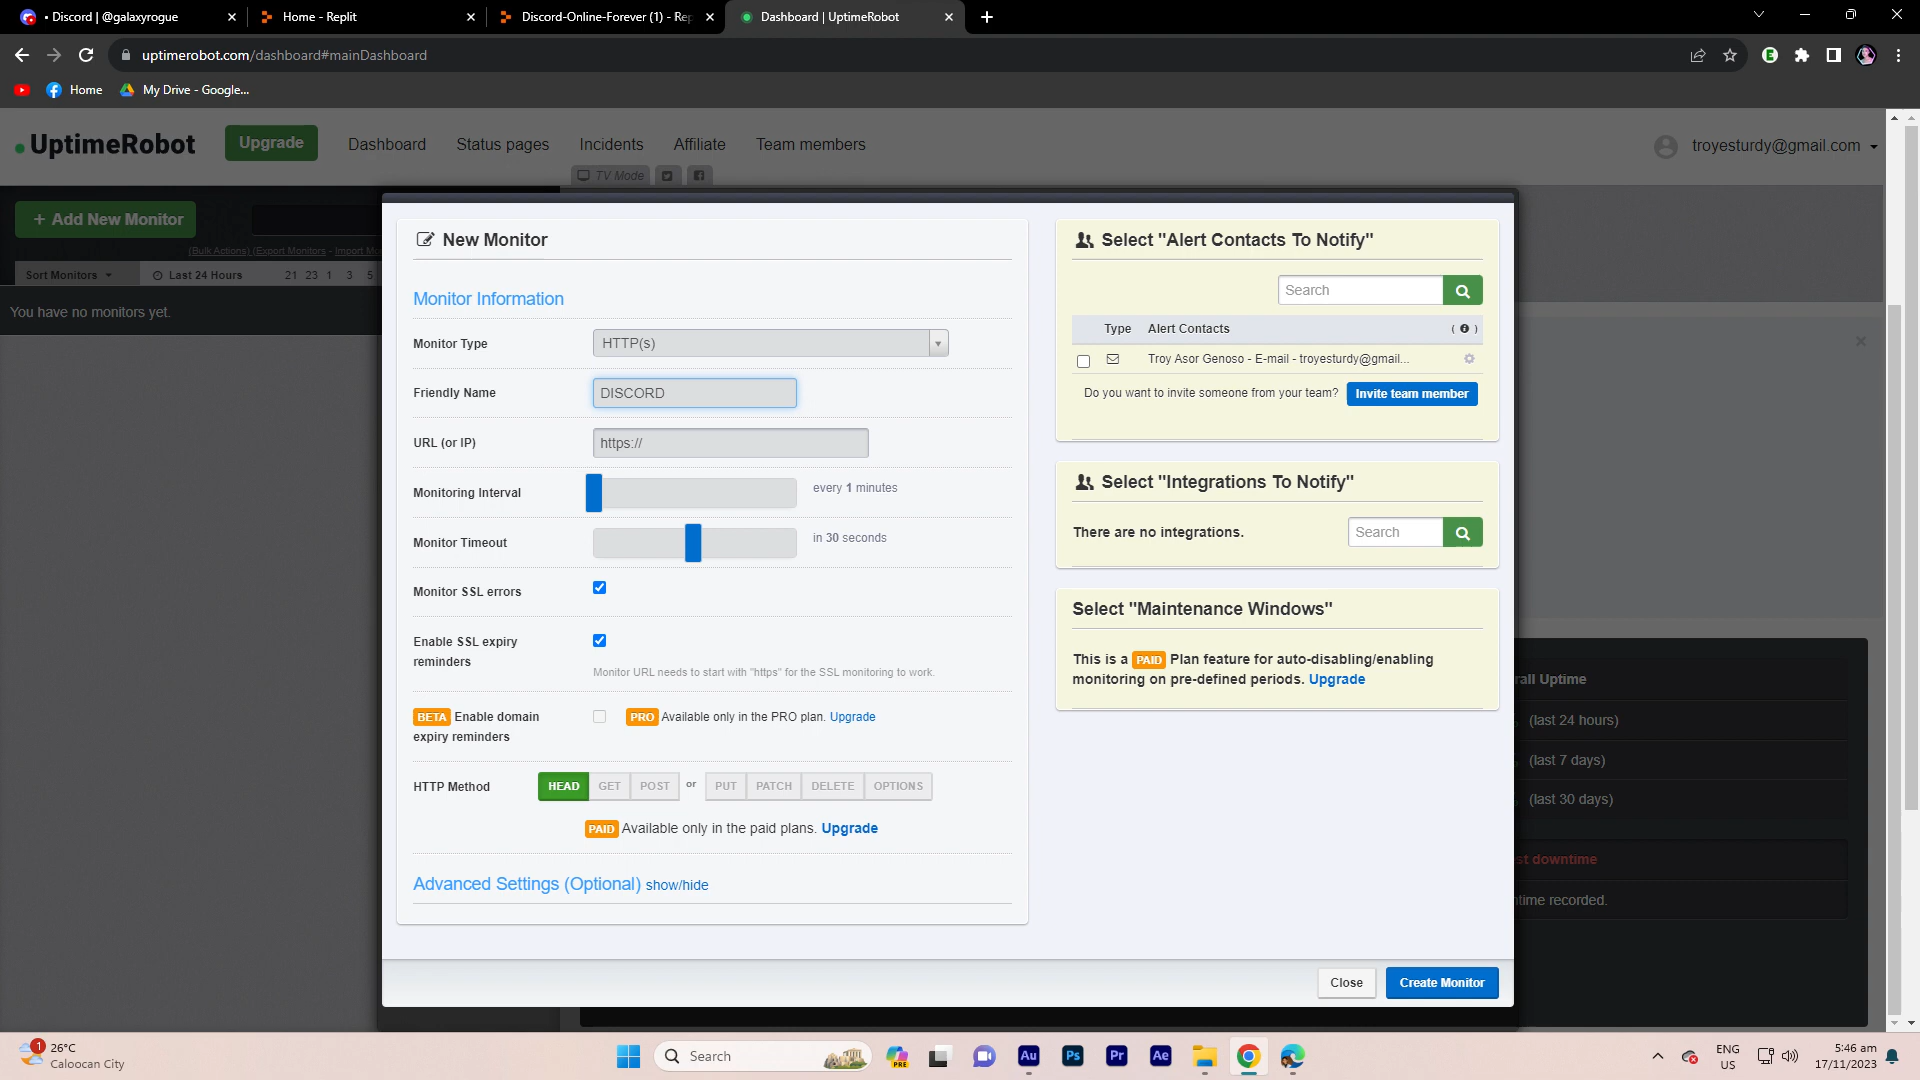 • Discord | @galaxyrogue
Home - Replit
Discord-Online-Forever (1) - Rep
Dashboard | UptimeRobot
uptimerobot.com/dashboard#mainDashboard
Home
My Drive - Google...
UptimeRobot
Upgrade
Dashboard
Status pages
Incidents
Affiliate
Team members
troyesturdy@gmail.com
TV Mode
+ Add New Monitor
(Bulk Actions) (Export Monitors - Import Mo
Sort Monitors
Last 24 Hours
21 23 1 3 5
You have no monitors yet.
New Monitor
Monitor Information
Monitor Type
HTTP(s)
Friendly Name
DISCORD
URL (or IP)
https://
Monitoring Interval
every 1 minutes
Monitor Timeout
in 30 seconds
Monitor SSL errors
Enable SSL expiry
reminders
Monitor URL needs to start with "https" for the SSL monitoring to work.
BETA Enable domain
expiry reminders
PRO Available only in the PRO plan. Upgrade
HTTP Method
HEAD GET POST or PUT PATCH DELETE OPTIONS
PAID Available only in the paid plans. Upgrade
Advanced Settings (Optional) show/hide
Select "Alert Contacts To Notify"
Search
Type Alert Contacts
Troy Asor Genoso - E-mail - troyesturdy@gmail...
Do you want to invite someone from your team? Invite team member
Select "Integrations To Notify"
There are no integrations.
Search
Select "Maintenance Windows"
This is a PAID Plan feature for auto-disabling/enabling
monitoring on pre-defined periods. Upgrade
rall Uptime
(last 24 hours)
(last 7 days)
(last 30 days)
st downtime
ntime recorded.
Close
Create Monitor
1
26°C
Caloocan City
Search
PRE
Au
Ps
Pr
Ae
ENG
US
5:46 am
17/11/2023